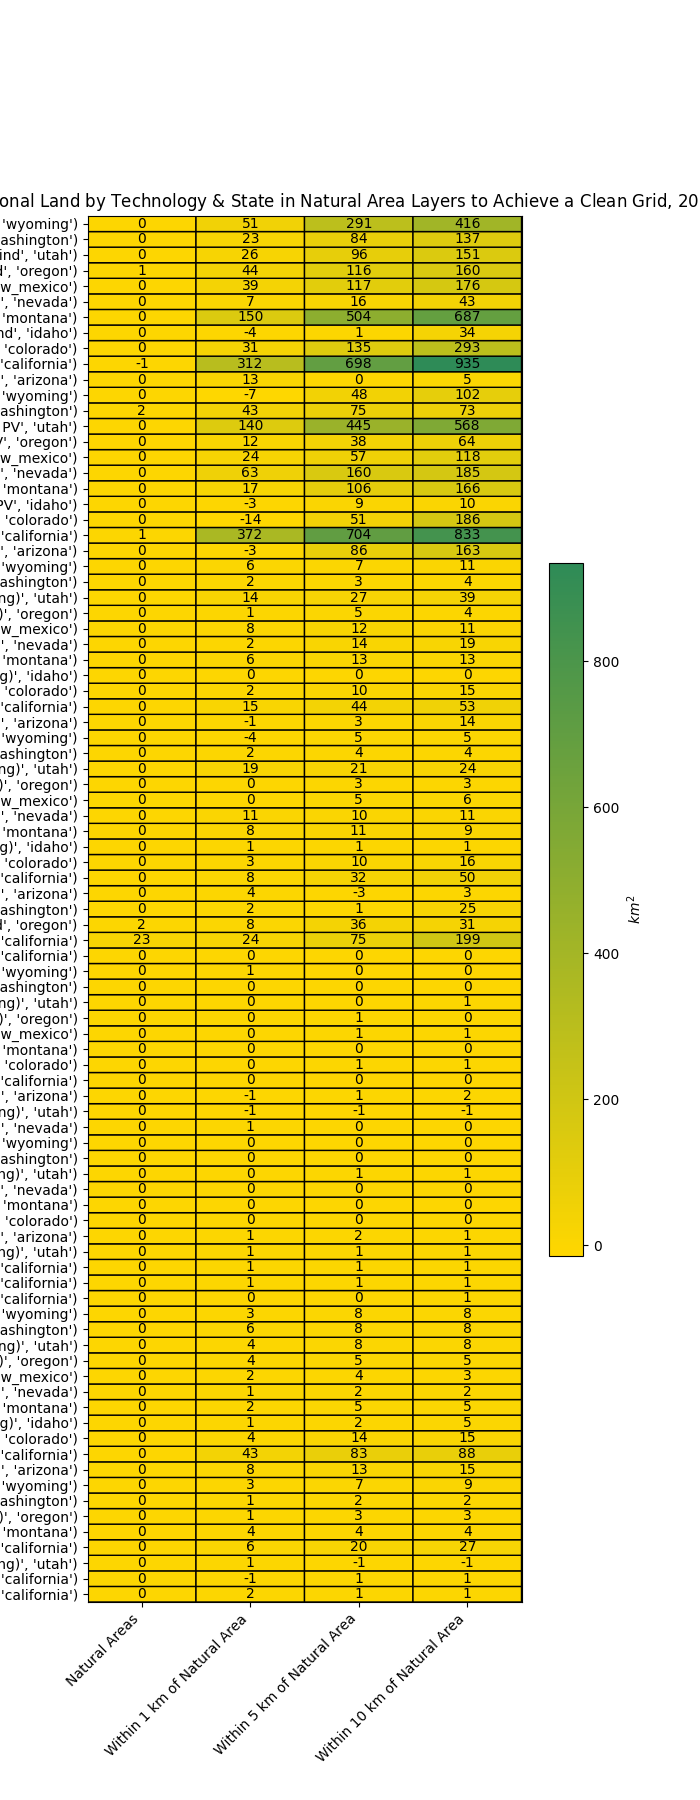 onal Land by Technology & State in Natural Area Layers to Achieve a Clean Grid, 20
'wyoming') 0 51 291 416
ashington') 0 23 84 137
ind', 'utah') 0 26 96 151
d', 'oregon') 1 44 116 160
w_mexico') 0 39 117 176
', 'nevada') 0 7 16 43
'montana') 0 150 504 687
nd', 'idaho') 0 -4 1 34
'colorado') 0 31 135 293
'california') -1 312 698 935
', 'arizona') 0 13 0 5
'wyoming') 0 -7 48 102
ashington') 2 43 75 73
PV', 'utah') 0 140 445 568
V', 'oregon') 0 12 38 64
w_mexico') 0 24 57 118
', 'nevada') 0 63 160 185
'montana') 0 17 106 166
PV', 'idaho') 0 -3 9 10
'colorado') 0 -14 51 186
'california') 1 372 704 833
', 'arizona') 0 -3 86 163
'wyoming') 0 6 7 11
ashington') 0 2 3 4
ng)', 'utah') 0 14 27 39
)', 'oregon') 0 1 5 4
w_mexico') 0 8 12 11
', 'nevada') 0 2 14 19
'montana') 0 6 13 13
g)', 'idaho') 0 0 0 0
'colorado') 0 2 10 15
'california') 0 15 44 53
', 'arizona') 0 -1 3 14
'wyoming') 0 -4 5 5
ashington') 0 2 4 4
ng)', 'utah') 0 19 21 24
)', 'oregon') 0 0 3 3
w_mexico') 0 0 5 6
', 'nevada') 0 11 10 11
'montana') 0 8 11 9
g)', 'idaho') 0 1 1 1
'colorado') 0 3 10 16
'california') 0 8 32 50
', 'arizona') 0 4 -3 3
ashington') 0 2 1 25
d', 'oregon') 2 8 36 31
'california') 23 24 75 199
'california') 0 0 0 0
'wyoming') 0 1 0 0
ashington') 0 0 0 0
ng)', 'utah') 0 0 0 1
)', 'oregon') 0 0 1 0
w_mexico') 0 0 1 1
'montana') 0 0 0 0
'colorado') 0 0 1 1
'california') 0 0 0 0
', 'arizona') 0 -1 1 2
ng)', 'utah') 0 -1 -1 -1
', 'nevada') 0 1 0 0
'wyoming') 0 0 0 0
ashington') 0 0 0 0
ng)', 'utah') 0 0 1 1
', 'nevada') 0 0 0 0
'montana') 0 0 0 0
'colorado') 0 0 0 0
', 'arizona') 0 1 2 1
ng)', 'utah') 0 1 1 1
'california') 0 1 1 1
'california') 0 1 1 1
'california') 0 0 0 1
'wyoming') 0 3 8 8
ashington') 0 6 8 8
ng)', 'utah') 0 4 8 8
)', 'oregon') 0 4 5 5
w_mexico') 0 2 4 3
', 'nevada') 0 1 2 2
'montana') 0 2 5 5
ng)', 'idaho') 0 1 2 5
'colorado') 0 4 14 15
'california') 0 43 83 88
', 'arizona') 0 8 13 15
'wyoming') 0 3 7 9
ashington') 0 1 2 2
)', 'oregon') 0 1 3 3
'montana') 0 4 4 4
'california') 0 6 20 27
ng)', 'utah') 0 1 -1 -1
'california') 0 -1 1 1
'california') 0 2 1 1
Natural Areas
Within 1 km of Natural Area
Within 5 km of Natural Area
Within 10 km of Natural Area
800
600
400
200
0
km²